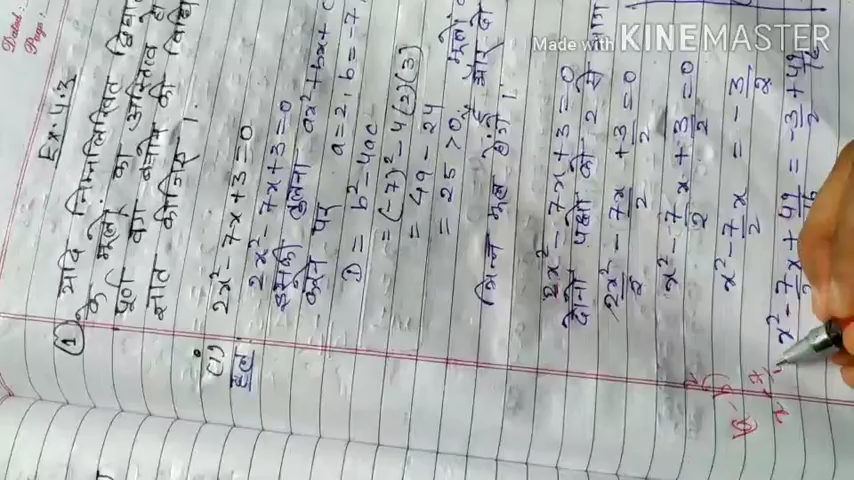 Dated:
Page:
Made with KINEMASTER
Ex 4.3
① यदि निम्नलिखित द्विघात
के मूलों का अस्तित्व हो
पूर्ण वर्ग बनाने की विधि
ज्ञात कीजिए ।
(i) 2x² - 7x + 3 = 0
हल 2x² - 7x + 3 = 0
इसकी तुलना ax² + bx + c
करने पर a = 2, b = -7,
D = b² - 4ac
= (-7)² - 4(2)(3)
= 49 - 24
= 25 > 0
भिन्न मूल होंगे ।
2x² - 7x + 3 = 0
दोनों पक्षों को 2 से
2x²/2 - 7x/2 + 3/2 = 0
x² - 7/2 x + 3/2 = 0
x² - 7/2 x = - 3/2
x² - 7/2 x + 49/16 = -3/2 + 49/16